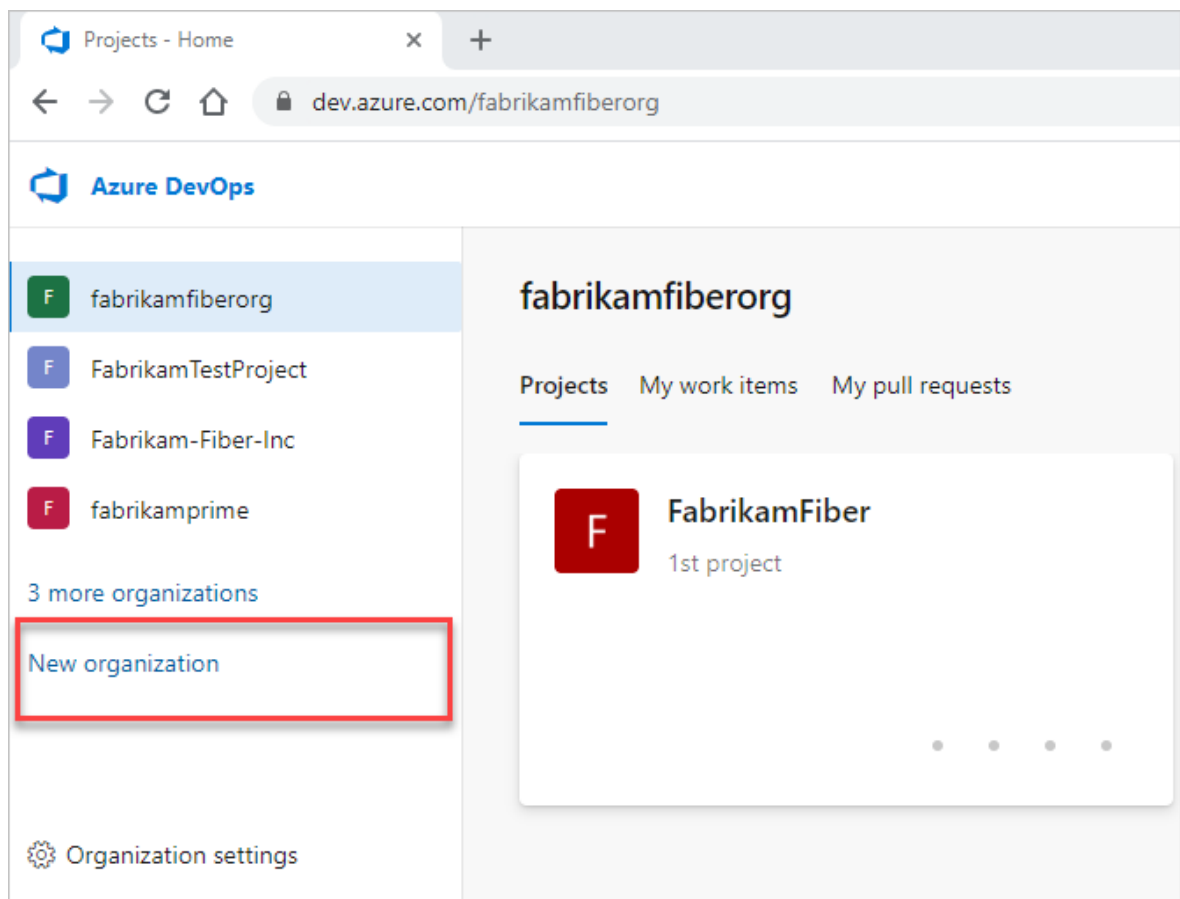 Projects - Home
dev.azure.com/fabrikamfiberorg
Azure DevOps
F fabrikamfiberorg
F FabrikamTestProject
F Fabrikam-Fiber-Inc
F fabrikamprime
3 more organizations
New organization
Organization settings
fabrikamfiberorg
Projects My work items My pull requests
F FabrikamFiber
1st project